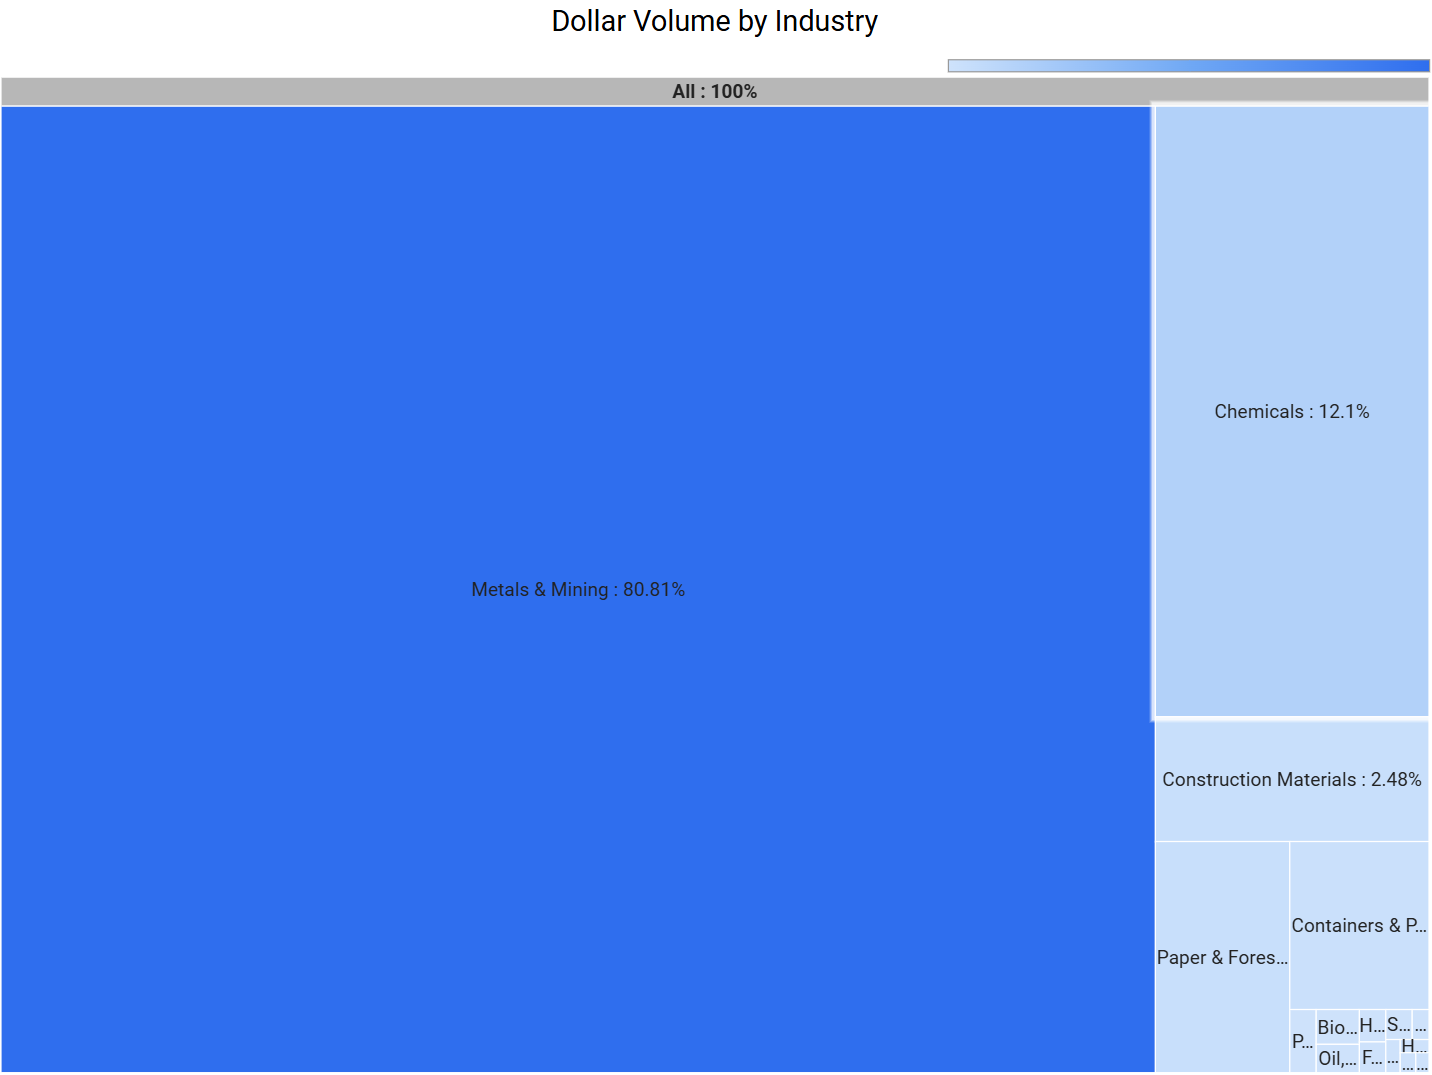 Dollar Volume by Industry
All : 100%
Metals & Mining : 80.81%
Chemicals : 12.1%
Construction Materials : 2.48%
Paper & Fores...
Containers & P...
P...
Bio...
Oil,...
H...
F...
S...
...
...
H...
...
...